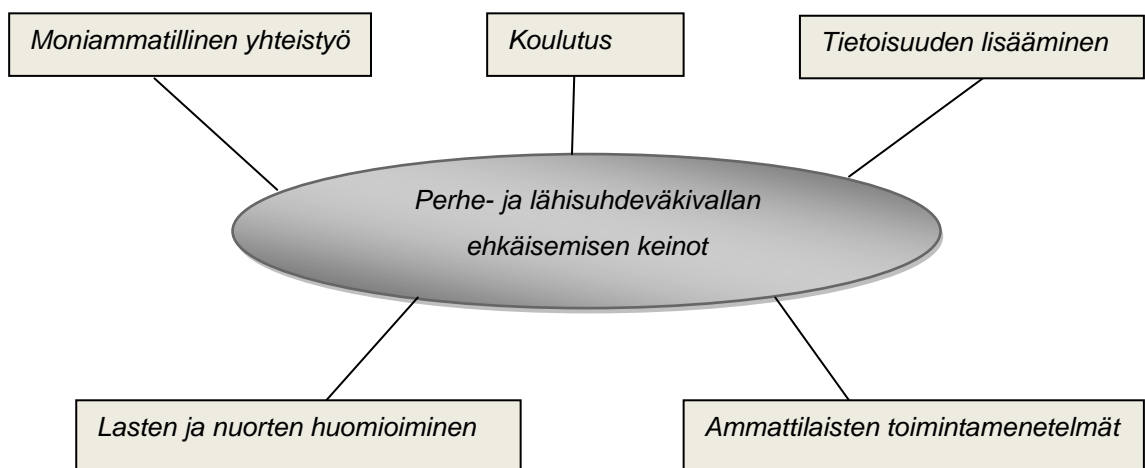 Moniammatillinen yhteistyö
Koulutus
Tietoisuuden lisääminen
Perhe- ja lähisuhdeväkivallan
ehkäisemisen keinot
Lasten ja nuorten huomioiminen
Ammattilaisten toimintamenetelmät